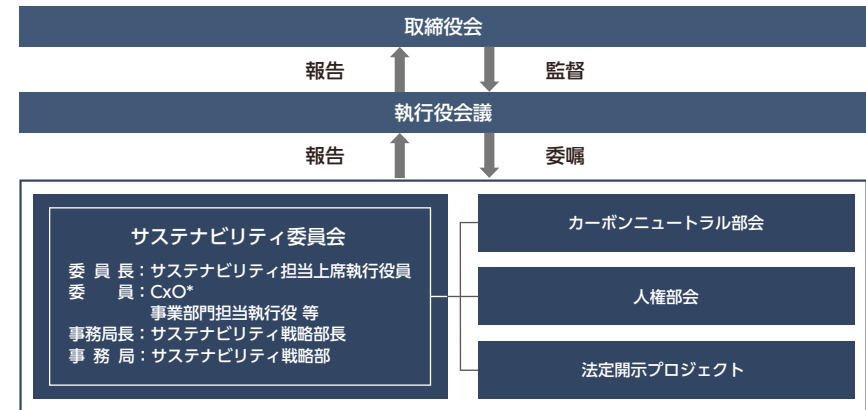 取締役会
報告
監督
執行役会議
報告
委嘱
サステナビリティ委員会
委員長：サステナビリティ担当上席執行役員
委　員：CxO*
事業部門担当執行役 等
事務局長：サステナビリティ戦略部長
事務局：サステナビリティ戦略部
カーボンニュートラル部会
人権部会
法定開示プロジェクト